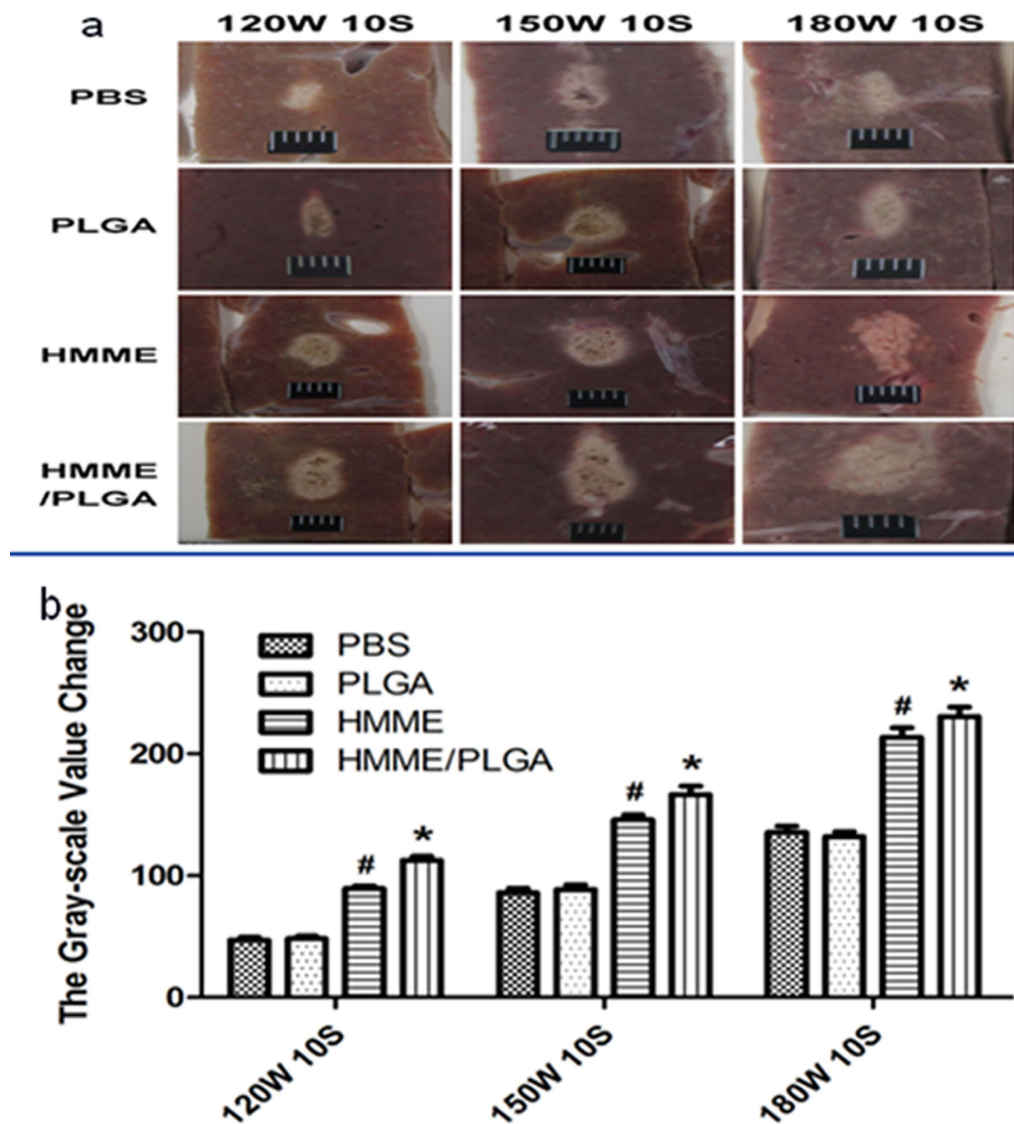 a
120W 10S 150W 10S 180W 10S
PBS
PLGA
HMME
HMME
/PLGA
b
The Gray-scale Value Change
300
200
100
0
PBS
PLGA
HMME
HMME/PLGA
# *
# *
# *
120W 10S
150W 10S
180W 10S